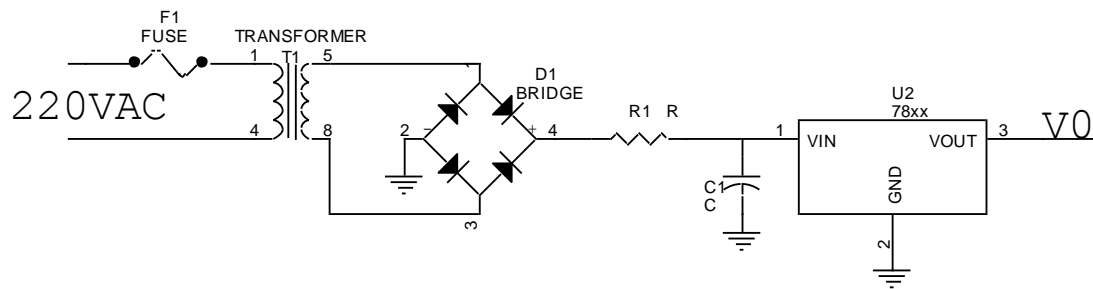 F1
FUSE
TRANSFORMER
T1
1
5
4
8
220VAC
D1
BRIDGE
2
-
+
4
3
R1 R
C1
C
U2
78xx
1
VIN
VOUT
3
GND
2
V0